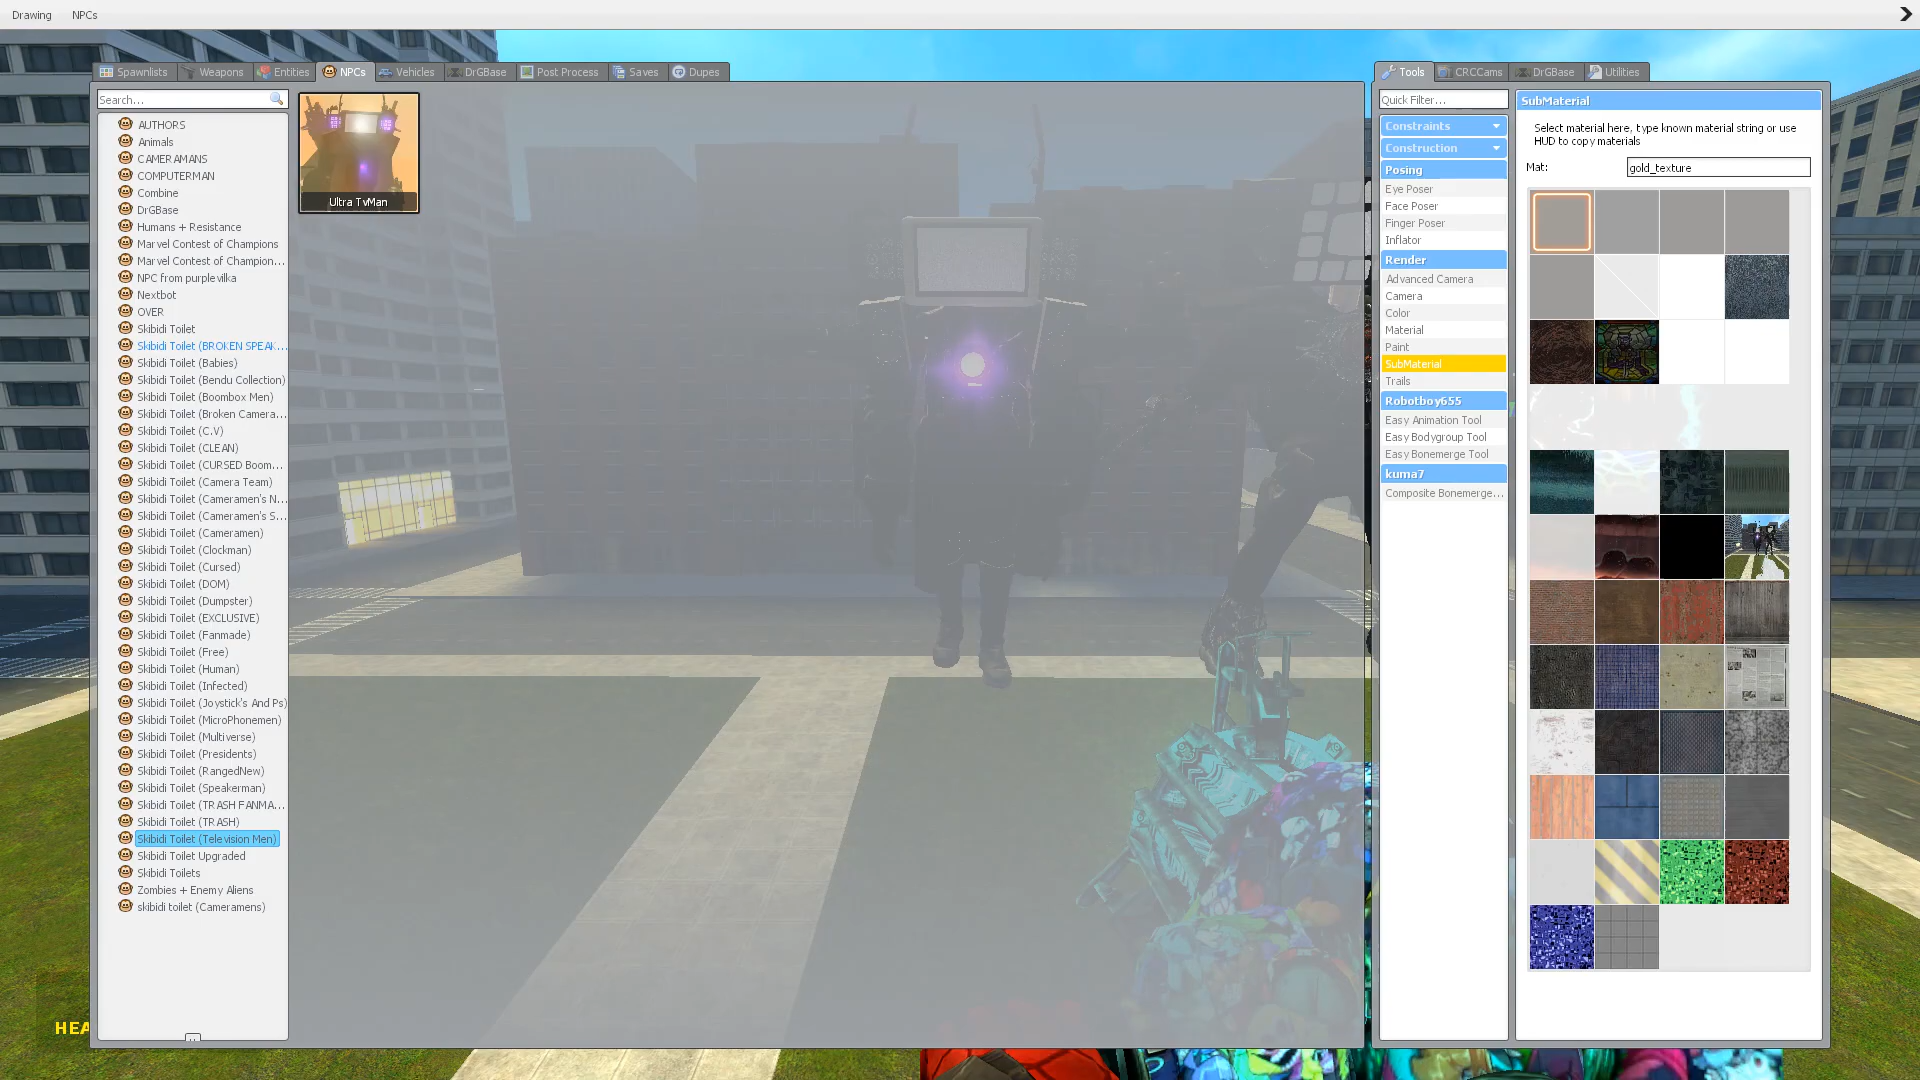 Drawing NPCs
Spawnlists Weapons Entities NPCs Vehicles DrGBase Post Process Saves Dupes
Tools CRCCams DrGBase Utilities
Search...
AUTHORS
Animals
CAMERAMANS
COMPUTERMAN
Combine
DrGBase
Humans + Resistance
Marvel Contest of Champions
Marvel Contest of Champion...
NPC from purplevilka
Nextbot
OVER
Skibidi Toilet
Skibidi Toilet (BROKEN SPEAK...
Skibidi Toilet (Babies)
Skibidi Toilet (Bendu Collection)
Skibidi Toilet (Boombox Men)
Skibidi Toilet (Broken Camera...
Skibidi Toilet (C.V)
Skibidi Toilet (CLEAN)
Skibidi Toilet (CURSED Boom...
Skibidi Toilet (Camera Team)
Skibidi Toilet (Cameramen's N...
Skibidi Toilet (Cameramen's S...
Skibidi Toilet (Cameramen)
Skibidi Toilet (Clockman)
Skibidi Toilet (Cursed)
Skibidi Toilet (DOM)
Skibidi Toilet (Dumpster)
Skibidi Toilet (EXCLUSIVE)
Skibidi Toilet (Fanmade)
Skibidi Toilet (Free)
Skibidi Toilet (Human)
Skibidi Toilet (Infected)
Skibidi Toilet (Joystick's And Ps)
Skibidi Toilet (MicroPhonemen)
Skibidi Toilet (Multiverse)
Skibidi Toilet (Presidents)
Skibidi Toilet (RangedNew)
Skibidi Toilet (Speakerman)
Skibidi Toilet (TRASH FANMA...
Skibidi Toilet (TRASH)
Skibidi Toilet (Television Men)
Skibidi Toilet Upgraded
Skibidi Toilets
Zombies + Enemy Aliens
skibidi toilet (Cameramens)
HEA
Ultra TvMan
Quick Filter...
Constraints
Construction
Posing
Eye Poser
Face Poser
Finger Poser
Inflator
Render
Advanced Camera
Camera
Color
Material
Paint
SubMaterial
Trails
Robotboy655
Easy Animation Tool
Easy Bodygroup Tool
Easy Bonemerge Tool
kuma7
Composite Bonemerge...
SubMaterial
Select material here, type known material string or use
HUD to copy materials
Mat: gold_texture